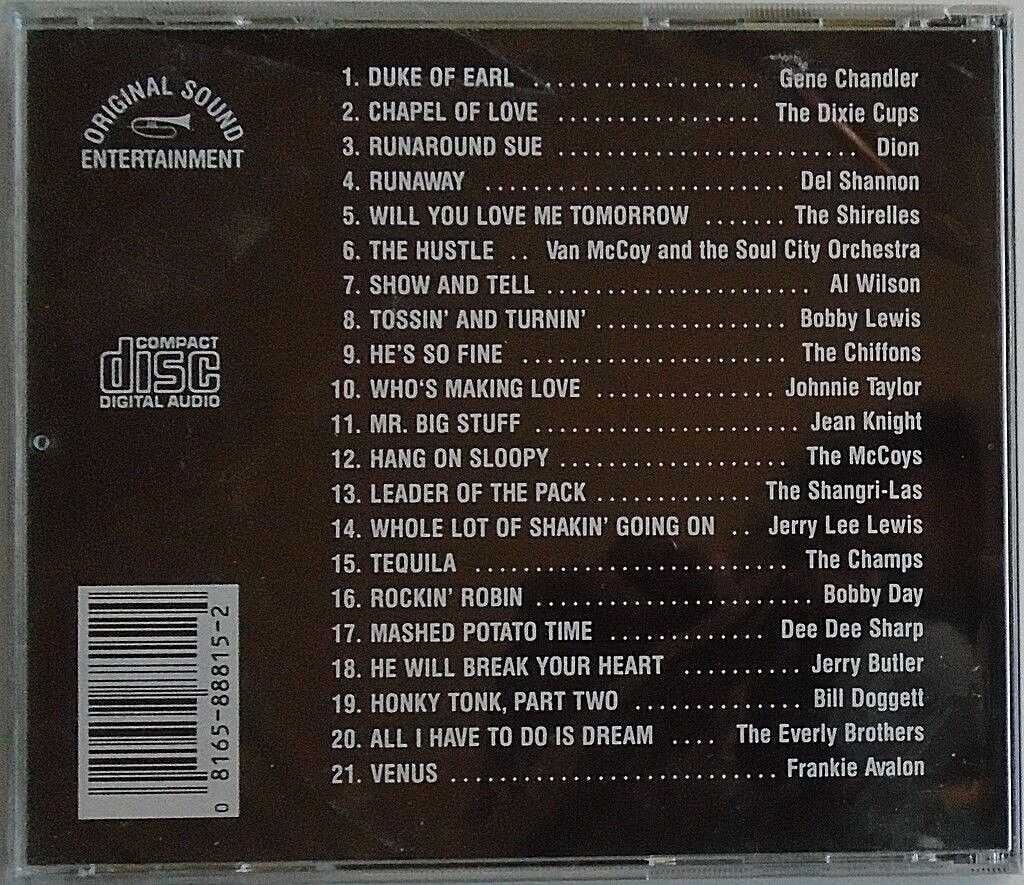 ORIGINAL SOUND
ENTERTAINMENT
COMPACT
disc
DIGITAL AUDIO
0 8165-88815-2
1. DUKE OF EARL .................. Gene Chandler
2. CHAPEL OF LOVE ................. The Dixie Cups
3. RUNAROUND SUE ......................... Dion
4. RUNAWAY ......................... Del Shannon
5. WILL YOU LOVE ME TOMORROW ....... The Shirelles
6. THE HUSTLE .. Van McCoy and the Soul City Orchestra
7. SHOW AND TELL ...................... Al Wilson
8. TOSSIN' AND TURNIN' ................ Bobby Lewis
9. HE'S SO FINE ...................... The Chiffons
10. WHO'S MAKING LOVE ............... Johnnie Taylor
11. MR. BIG STUFF ...................... Jean Knight
12. HANG ON SLOOPY ................... The McCoys
13. LEADER OF THE PACK ............. The Shangri-Las
14. WHOLE LOT OF SHAKIN' GOING ON .. Jerry Lee Lewis
15. TEQUILA .......................... The Champs
16. ROCKIN' ROBIN ....................... Bobby Day
17. MASHED POTATO TIME ............. Dee Dee Sharp
18. HE WILL BREAK YOUR HEART .......... Jerry Butler
19. HONKY TONK, PART TWO .............. Bill Doggett
20. ALL I HAVE TO DO IS DREAM .... The Everly Brothers
21. VENUS ........................... Frankie Avalon